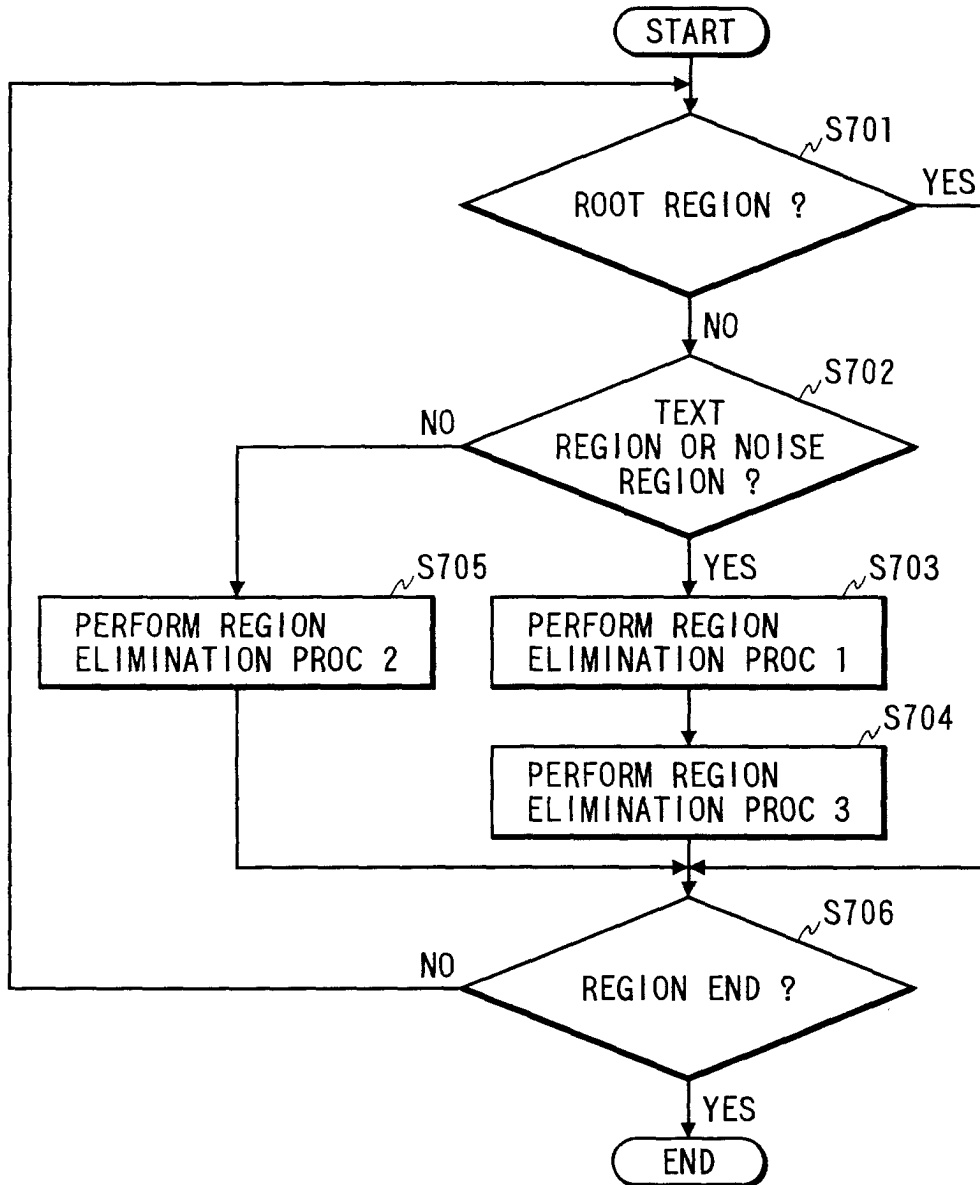 START
S701
ROOT REGION ?
YES
NO
S702
NO
TEXT
REGION OR NOISE
REGION ?
YES
S705
PERFORM REGION
ELIMINATION PROC 2
S703
PERFORM REGION
ELIMINATION PROC 1
S704
PERFORM REGION
ELIMINATION PROC 3
S706
NO
REGION END ?
YES
END